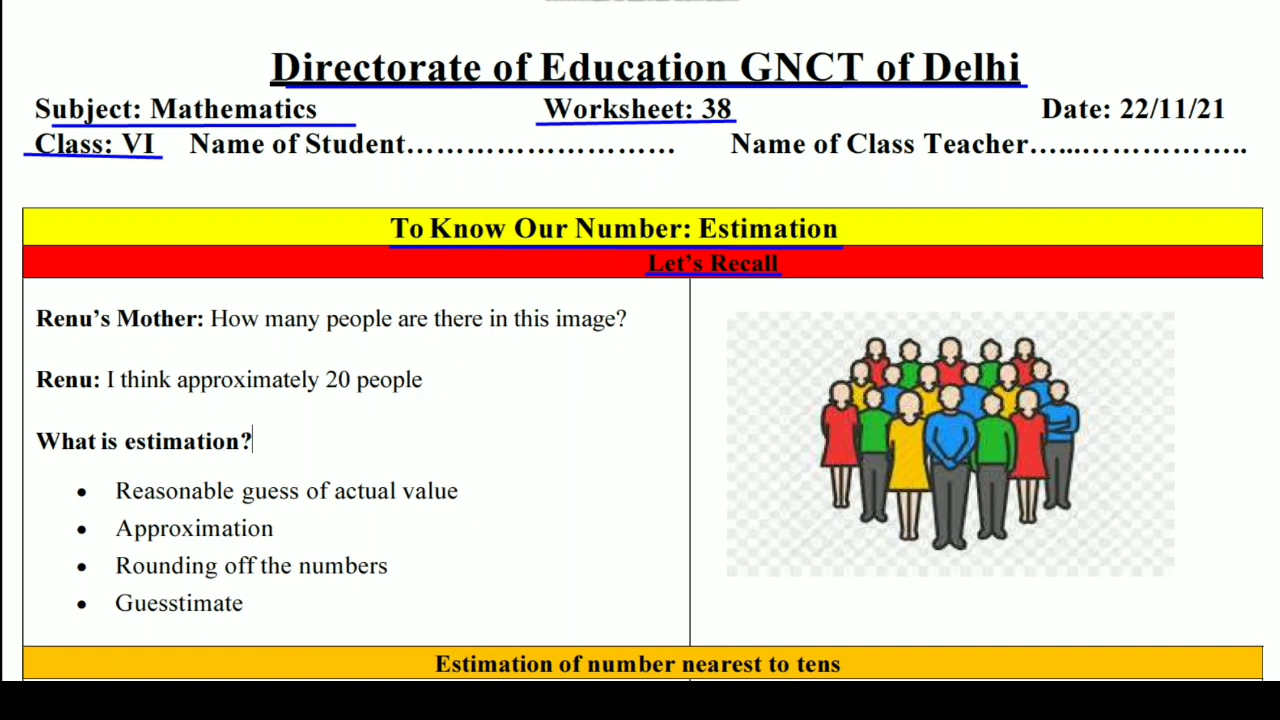 Directorate of Education GNCT of Delhi
Subject: Mathematics Worksheet: 38 Date: 22/11/21
Class: VI Name of Student………………………… Name of Class Teacher…...……………..
To Know Our Number: Estimation
Let’s Recall
Renu’s Mother: How many people are there in this image?
Renu: I think approximately 20 people
What is estimation?
• Reasonable guess of actual value
• Approximation
• Rounding off the numbers
• Guesstimate
Estimation of number nearest to tens